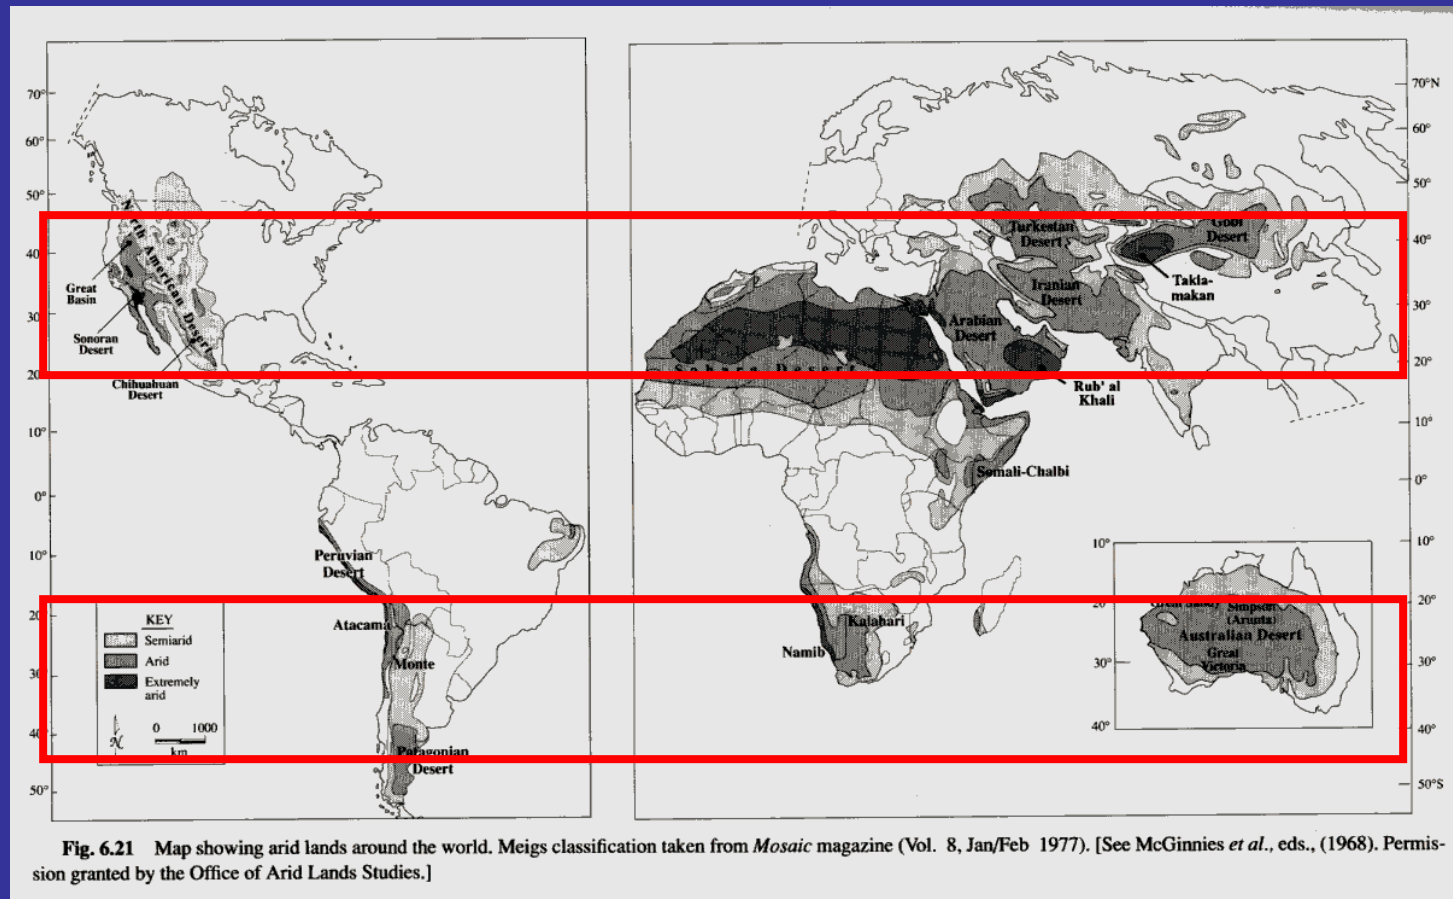 70°
60°
50°
40
30
20
10°
0°
10°
20
30
40
50°
70°N
60°
50°
40°
30°
20°
10°
0°
10°
20°
30°
40°
50°S
North American Desert
Great
Basin
Sonoran
Desert
Chihuahuan
Desert
Peruvian
Desert
Atacama
Monte
Patagonian
Desert
KEY
Semiarid
Arid
Extremely
arid
N
0 1000
km
Turkestan
Desert
Gobi
Desert
Takla-
makan
Iranian
Desert
Arabian
Desert
Sahara Desert
Rub' al
Khali
Somali-Chalbi
Kalahari
Namib
10°
20°
30°
40°
Great Sandy
Simpson
(Arunta)
Australian Desert
Great
Victoria
Fig. 6.21 Map showing arid lands around the world. Meigs classification taken from Mosaic magazine (Vol. 8, Jan/Feb 1977). [See McGinnies et al., eds., (1968). Permis-
sion granted by the Office of Arid Lands Studies.]